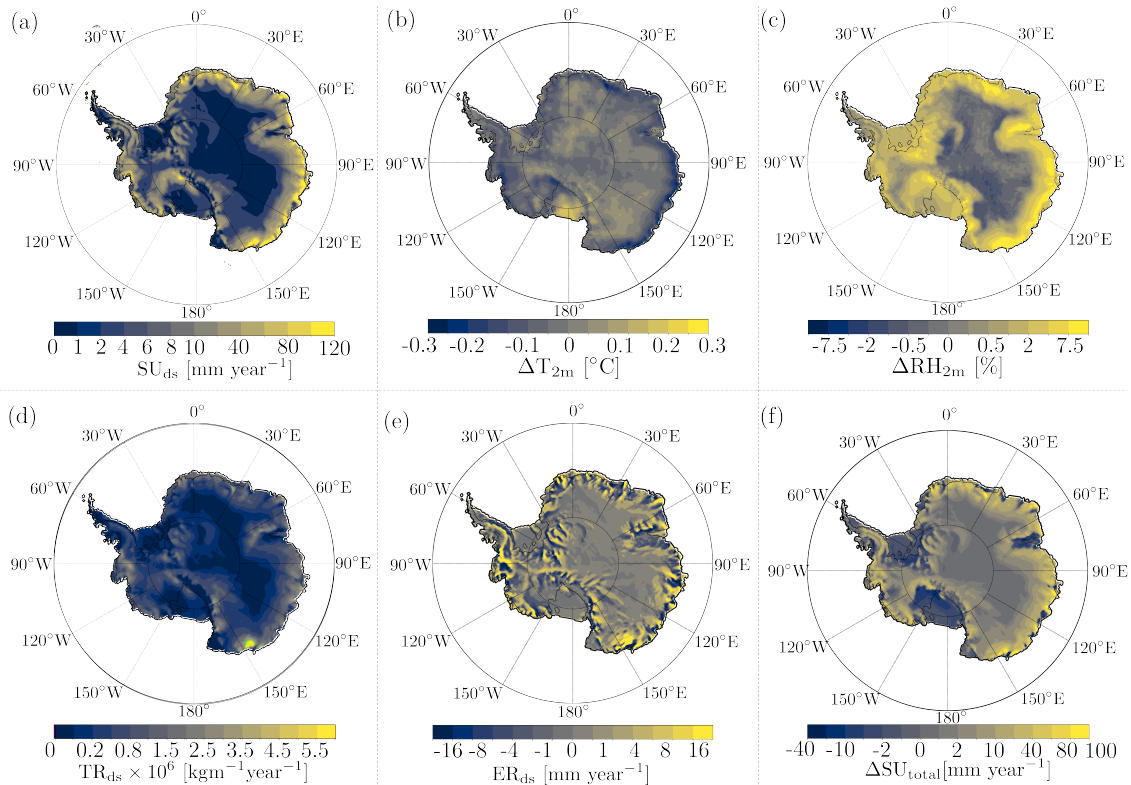 (a)
0°
30°W
30°E
60°W
60°E
90°W
90°E
120°W
120°E
150°W
150°E
180°
0 1 2 4 6 8 10 40 80 120
SU_ds [mm year⁻¹]
(b)
0°
30°W
30°E
60°W
60°E
90°W
90°E
120°W
120°E
150°W
150°E
180°
-0.3 -0.2 -0.1 0 0.1 0.2 0.3
ΔT_2m [°C]
(c)
0°
30°W
30°E
60°W
60°E
90°W
90°E
120°W
120°E
150°W
150°E
180°
-7.5 -2 -0.5 0 0.5 2 7.5
ΔRH_2m [%]
(d)
0°
30°W
30°E
60°W
60°E
90°W
90°E
120°W
120°E
150°W
150°E
180°
0 0.2 0.8 1.5 2.5 3.5 4.5 5.5
TR_ds × 10⁶ [kgm⁻¹year⁻¹]
(e)
0°
30°W
30°E
60°W
60°E
90°W
90°E
120°W
120°E
150°W
150°E
180°
-16 -8 -4 -1 0 1 4 8 16
ER_ds [mm year⁻¹]
(f)
0°
30°W
30°E
60°W
60°E
90°W
90°E
120°W
120°E
150°W
150°E
180°
-40 -10 -2 0 2 10 40 80 100
ΔSU_total[mm year⁻¹]